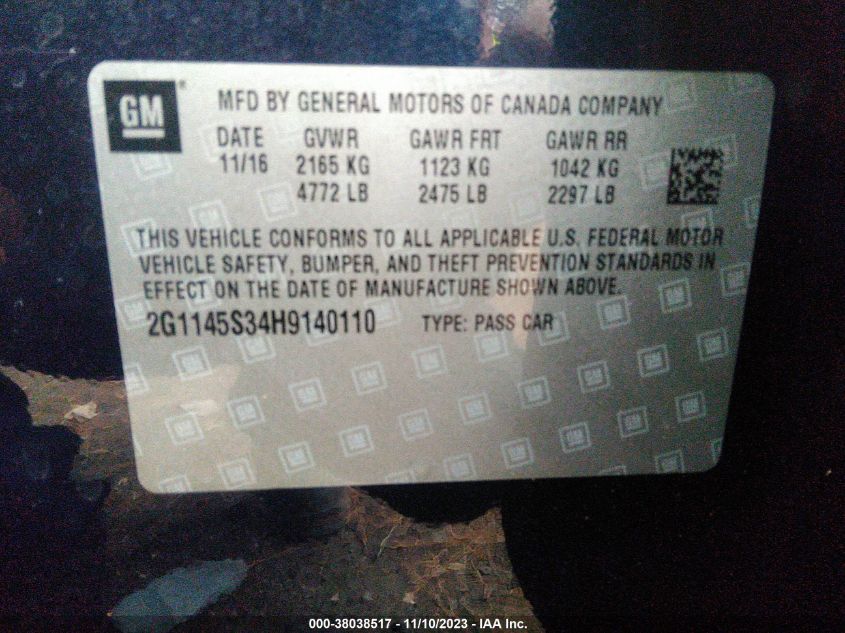 GM ®
MFD BY GENERAL MOTORS OF CANADA COMPANY
DATE GVWR GAWR FRT GAWR RR
11/16 2165 KG 1123 KG 1042 KG
4772 LB 2475 LB 2297 LB
THIS VEHICLE CONFORMS TO ALL APPLICABLE U.S. FEDERAL MOTOR
VEHICLE SAFETY, BUMPER, AND THEFT PREVENTION STANDARDS IN
EFFECT ON THE DATE OF MANUFACTURE SHOWN ABOVE.
2G1145S34H9140110 TYPE: PASS CAR
000-38038517 - 11/10/2023 - IAA Inc.